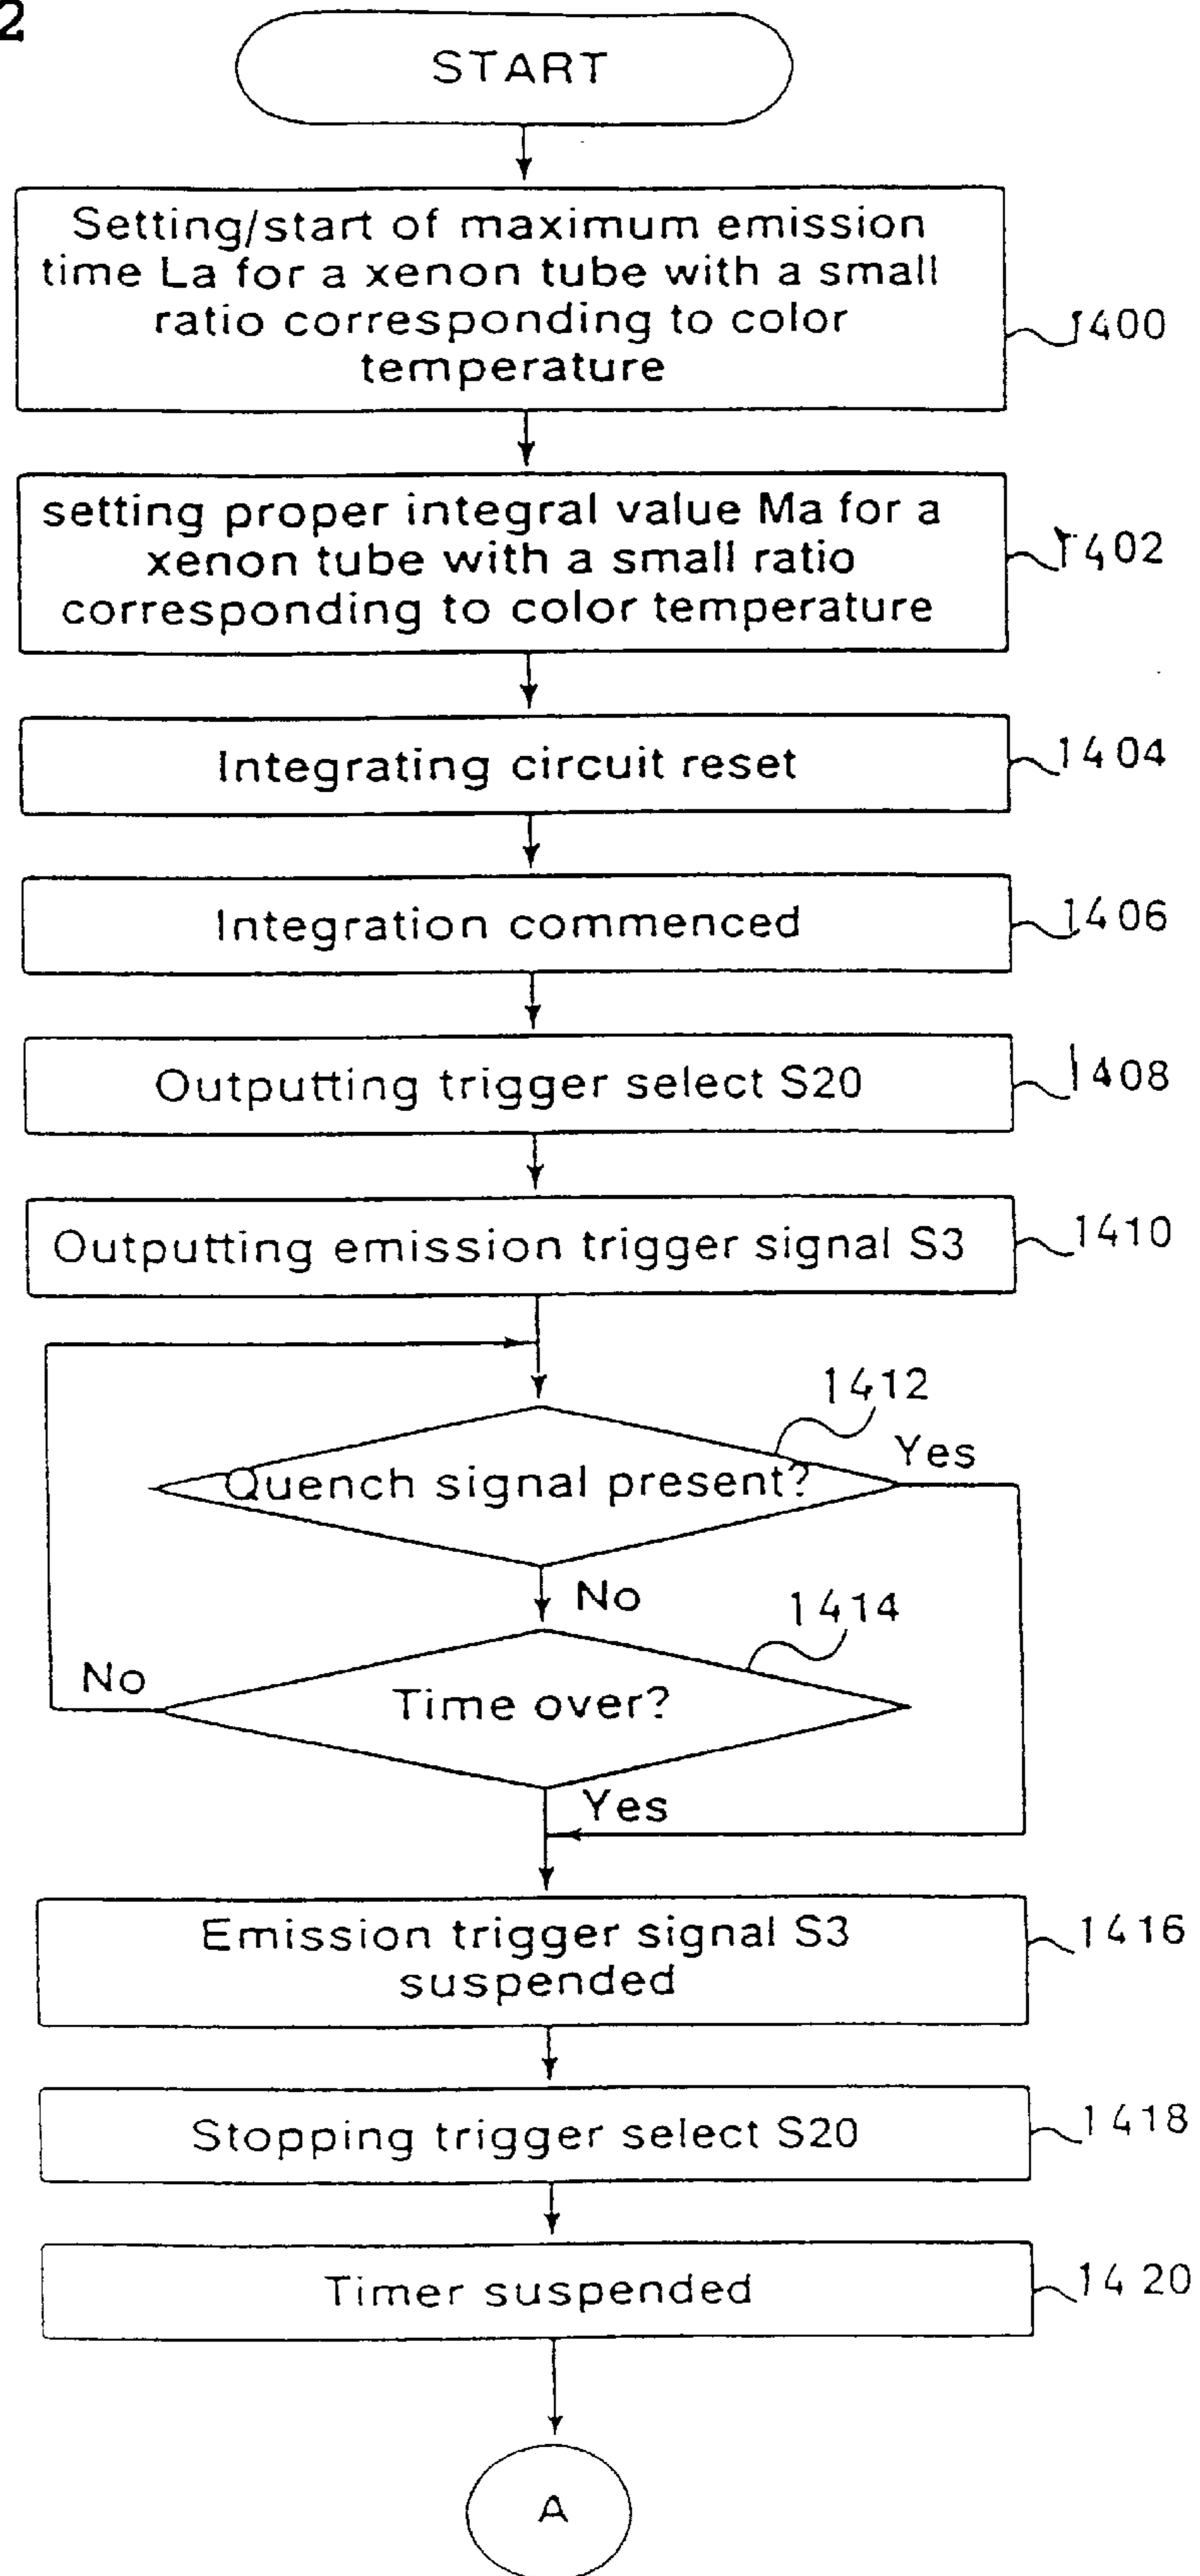 2
START
Setting/start of maximum emission
time La for a xenon tube with a small
ratio corresponding to color
temperature
1400
setting proper integral value Ma for a
xenon tube with a small ratio
corresponding to color temperature
1402
Integrating circuit reset
1404
Integration commenced
1406
Outputting trigger select S20
1408
Outputting emission trigger signal S3
1410
1412
Yes
Quench signal present?
No
1414
No
Time over?
Yes
Emission trigger signal S3
suspended
1416
Stopping trigger select S20
1418
Timer suspended
1420
A